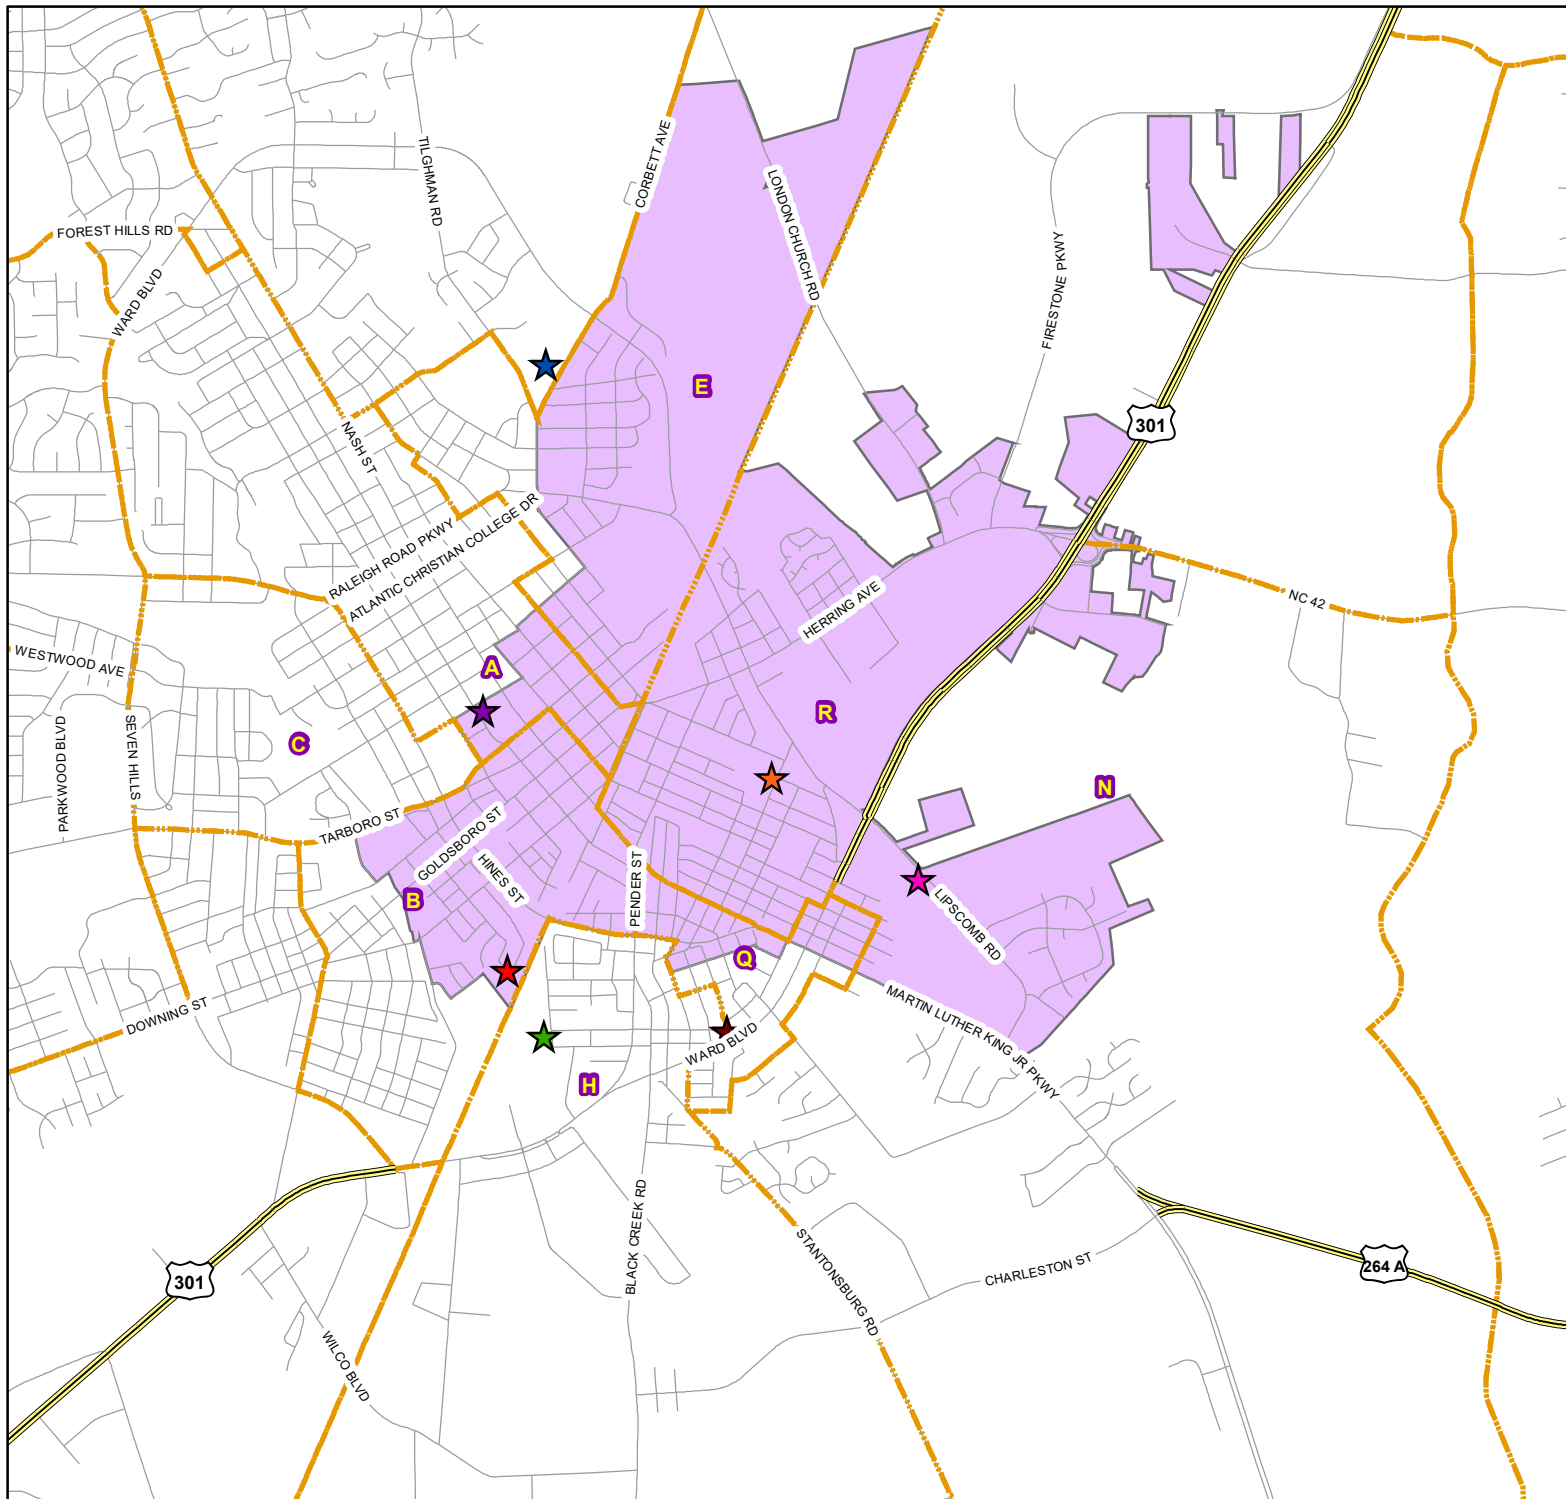 TILGHMAN RD
CORBETT AVE
LONDON CHURCH RD
FOREST HILLS RD
WARD BLVD
FIRESTONE PKWY
E
301
NASH ST
RALEIGH ROAD PKWY
ATLANTIC CHRISTIAN COLLEGE DR
HERRING AVE
NC 42
WESTWOOD AVE
A
R
PARKWOOD BLVD
SEVEN HILLS
C
N
TARBORO ST
GOLDSBORO ST
HINES ST
PENDER ST
B
LIPSCOMB RD
Q
DOWNING ST
WARD BLVD
MARTIN LUTHER KING JR PKWY
H
BLACK CREEK RD
STANTONSBURG RD
CHARLESTON ST
301
264 A
WILCO BLVD